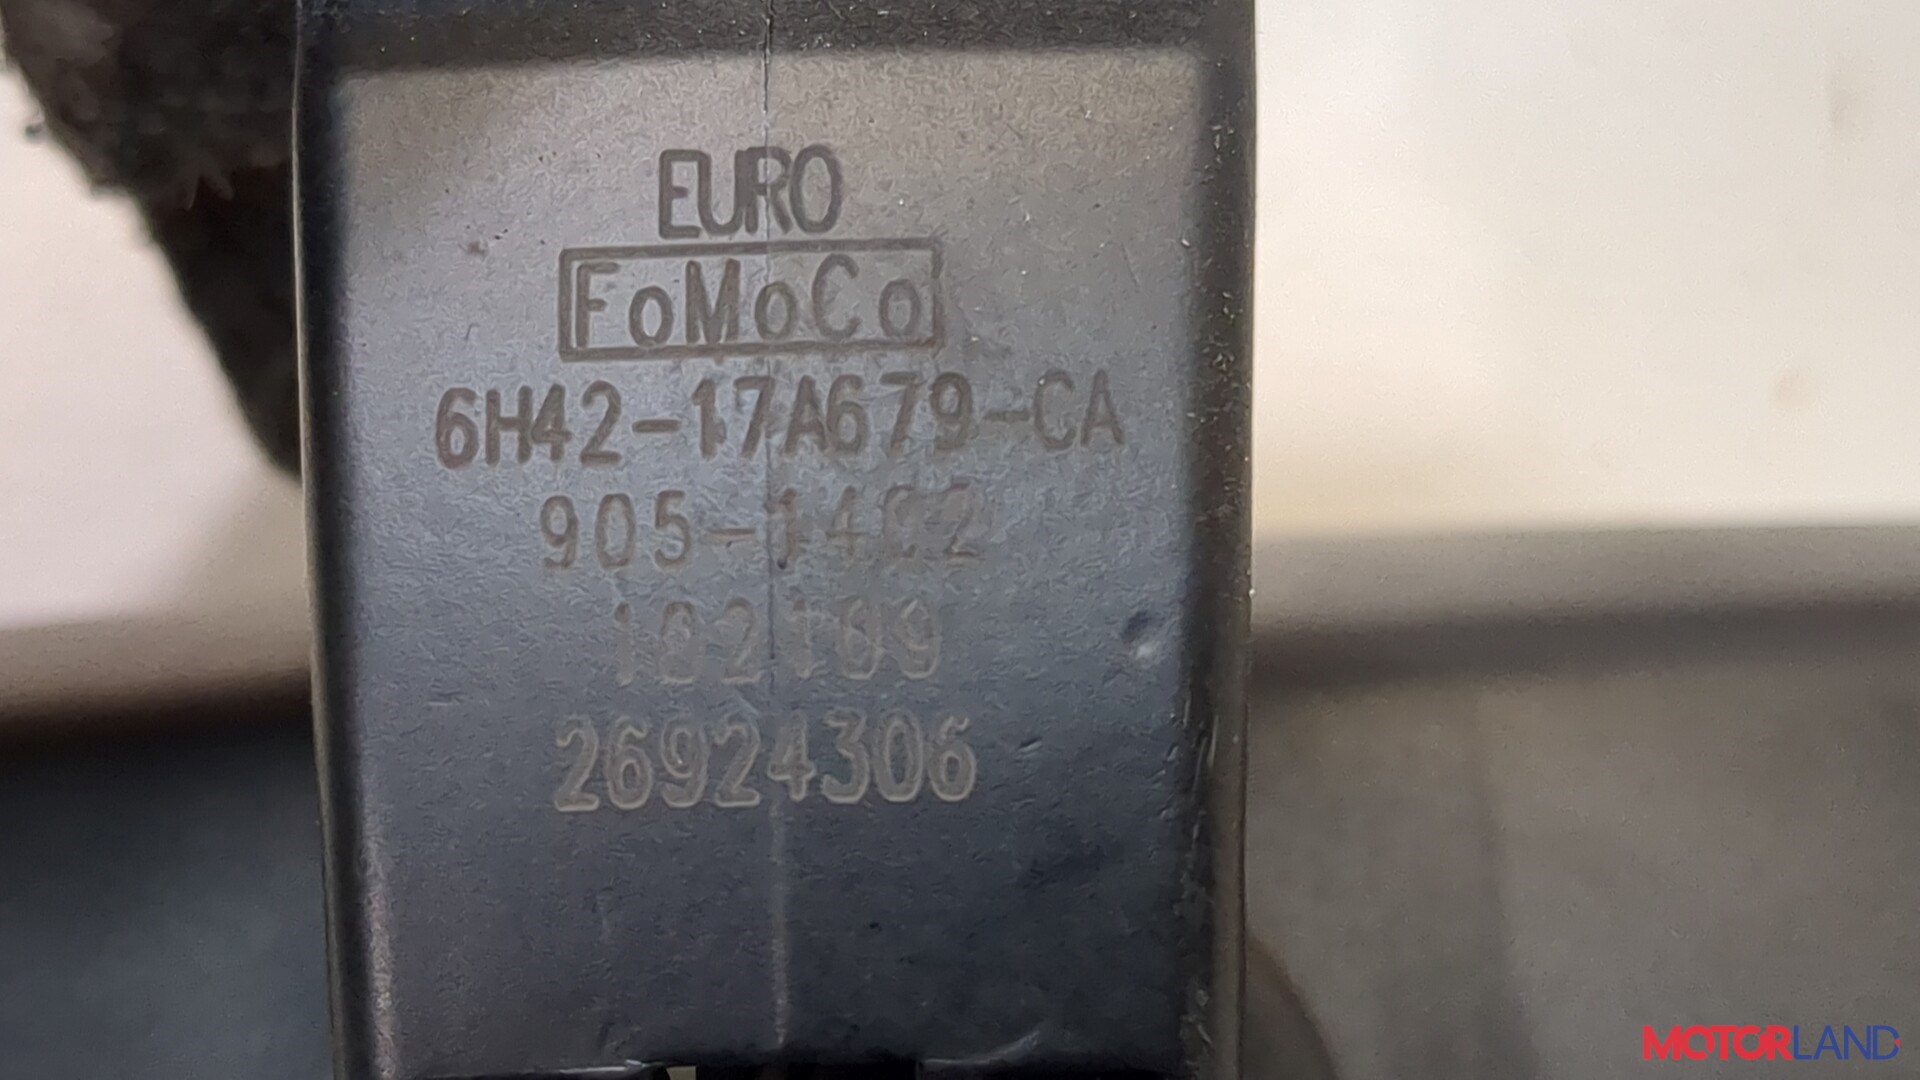 EURO
FoMoCo
6H42-17A679-CA
26924306
MOTORLAND